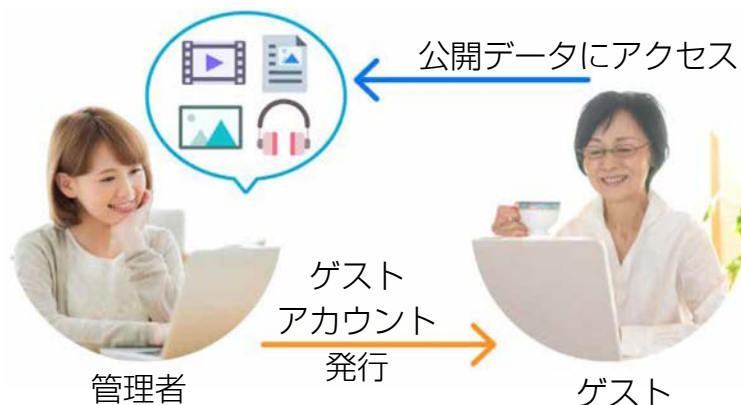 公開データにアクセス
ゲスト
アカウント
発行
管理者
ゲスト